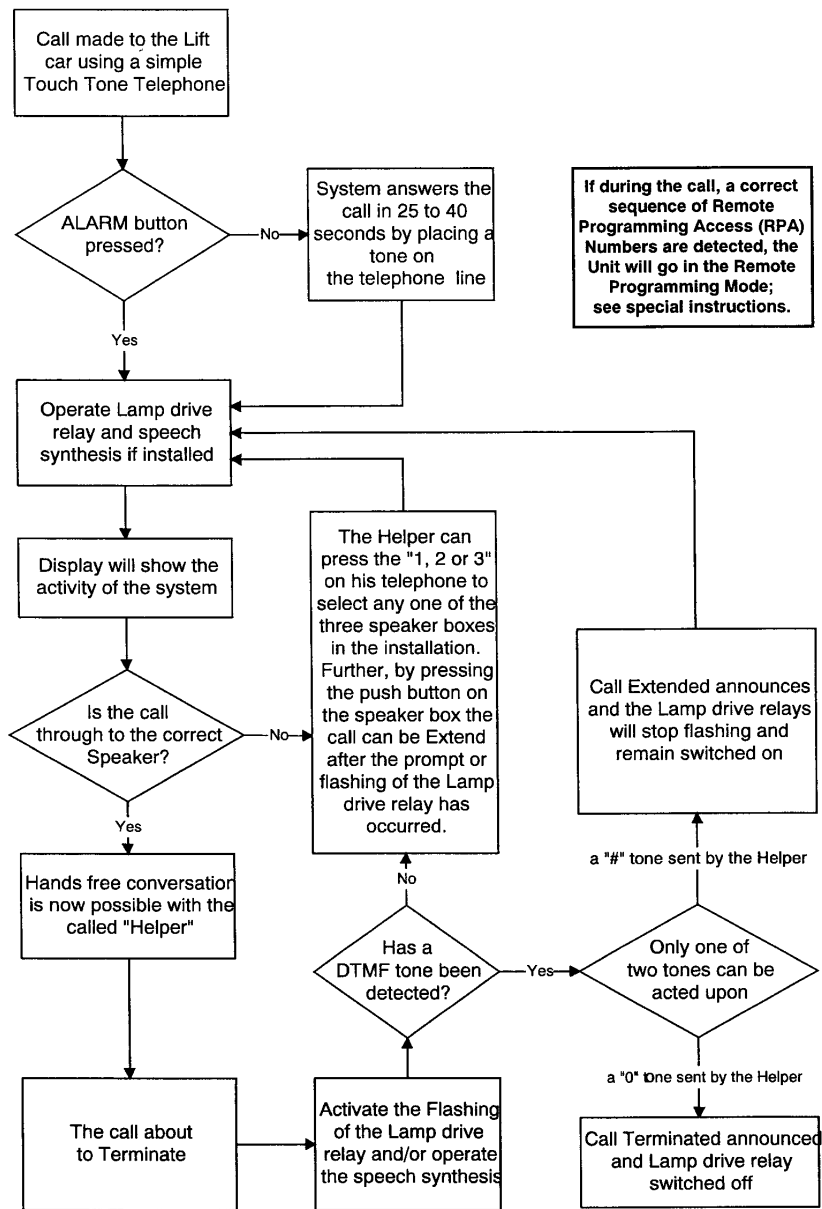 Call made to the Lift
car using a simple
Touch Tone Telephone
ALARM button
pressed?
No
System answers the
call in 25 to 40
seconds by placing a
tone on
the telephone line
If during the call, a correct
sequence of Remote
Programming Access (RPA)
Numbers are detected, the
Unit will go in the Remote
Programming Mode;
see special instructions.
Yes
Operate Lamp drive
relay and speech
synthesis if installed
Display will show the
activity of the system
Is the call
through to the correct
Speaker?
No
The Helper can
press the "1, 2 or 3"
on his telephone to
select any one of the
three speaker boxes
in the installation.
Further, by pressing
the push button on
the speaker box the
call can be Extend
after the prompt or
flashing of the Lamp
drive relay has
occurred.
Call Extended announces
and the Lamp drive relays
will stop flashing and
remain switched on
Yes
Hands free conversation
is now possible with the
called "Helper"
No
a "#" tone sent by the Helper
Has a
DTMF tone been
detected?
Yes
Only one of
two tones can be
acted upon
a "0" tone sent by the Helper
The call about
to Terminate
Activate the Flashing
of the Lamp drive
relay and/or operate
the speech synthesis
Call Terminated announced
and Lamp drive relay
switched off